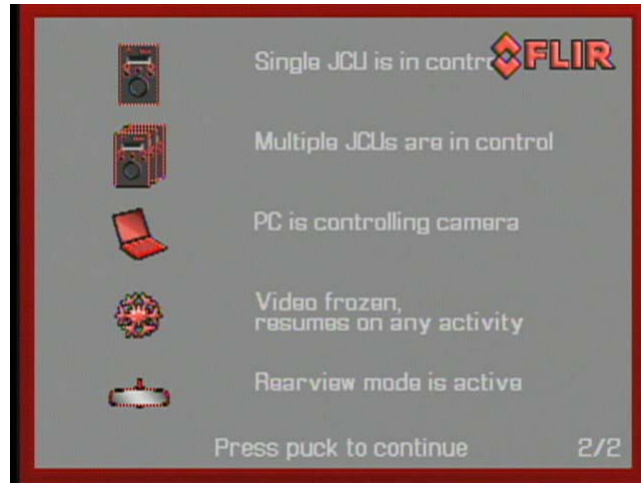 Single JCU is in contr
FLIR
Multiple JCUs are in control
PC is controlling camera
Video frozen,
resumes on any activity
Rearview mode is active
Press puck to continue
2/2